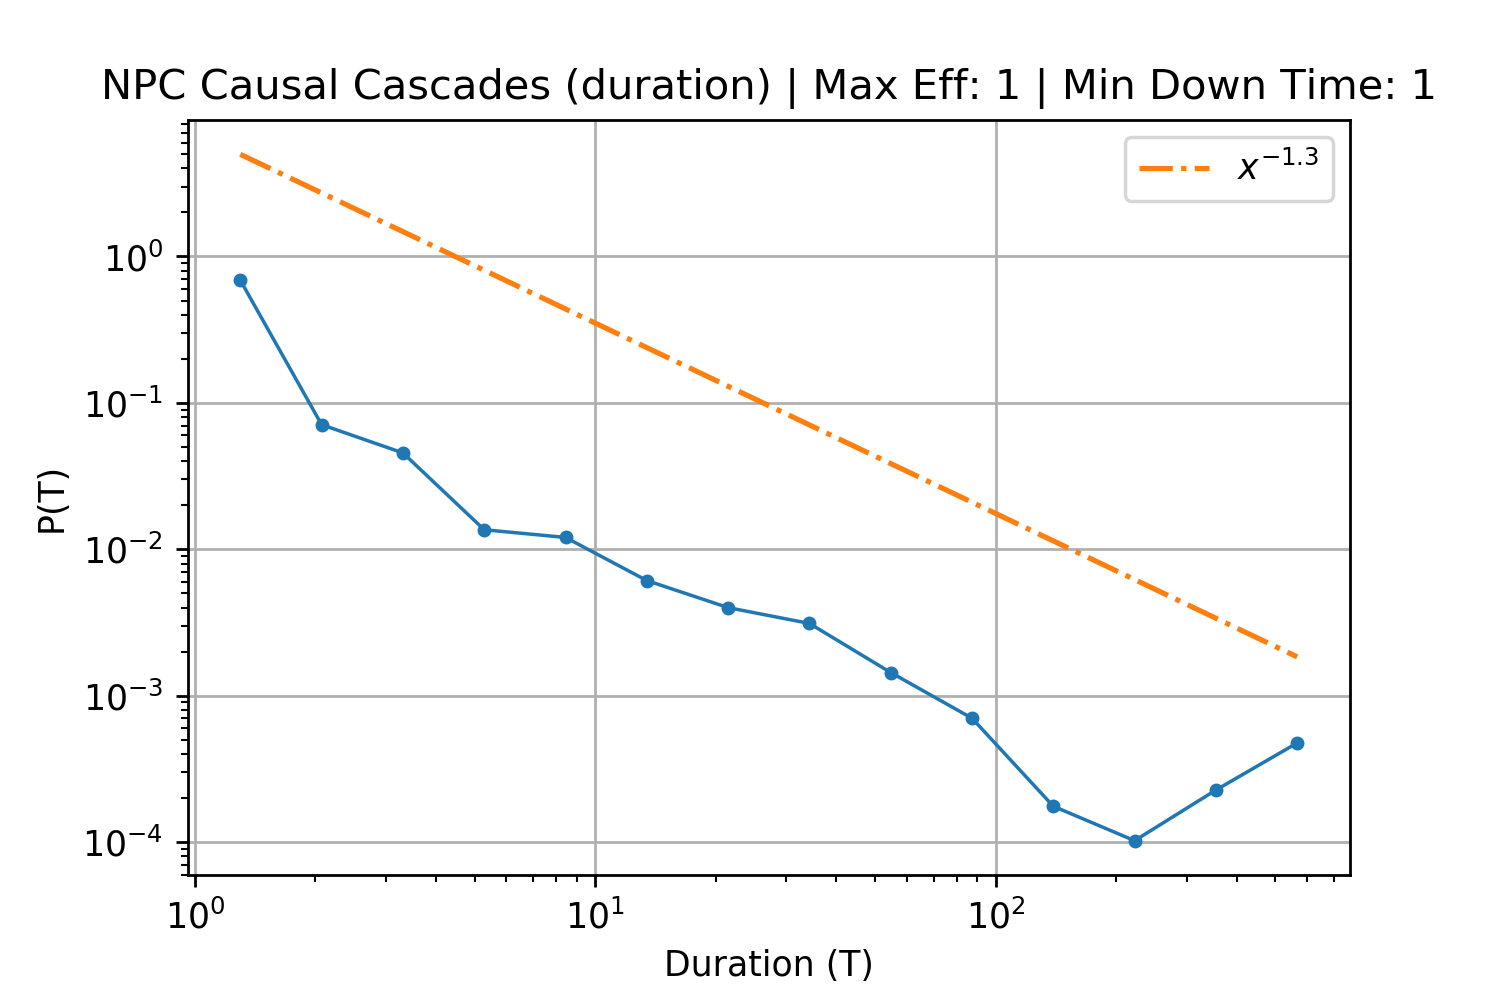 NPC Causal Cascades (duration) | Max Eff: 1 | Min Down Time: 1
x^{-1.3}
P(T)
10^0
10^{-1}
10^{-2}
10^{-3}
10^{-4}
10^0 10^1 10^2
Duration (T)